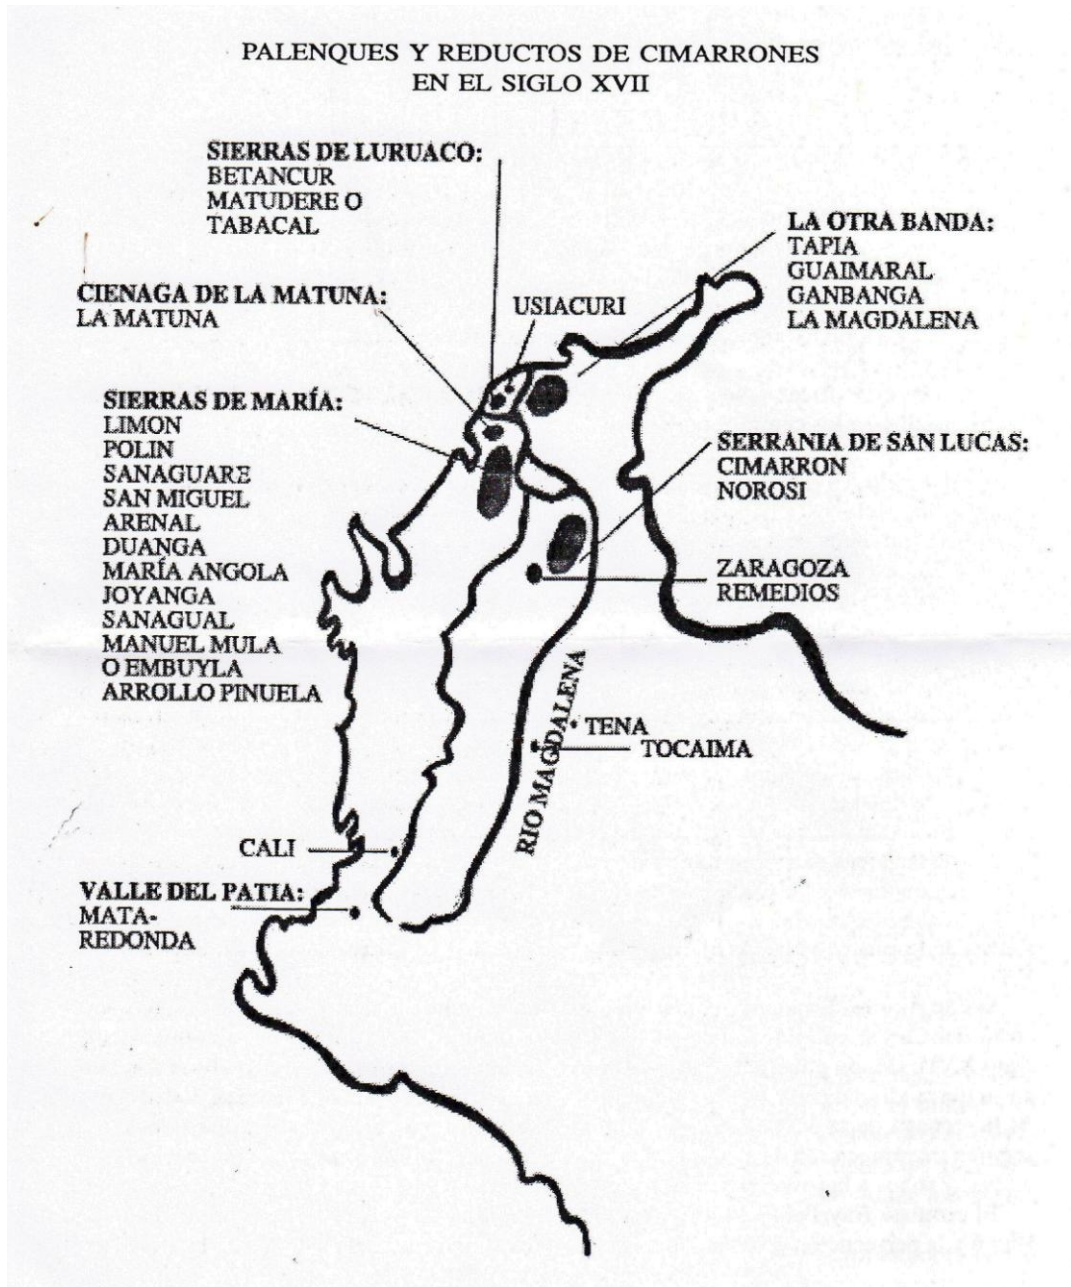 PALENQUES Y REDUCTOS DE CIMARRONES
EN EL SIGLO XVII
SIERRAS DE LURUACO:
BETANCUR
MATUDERE O
TABACAL
LA OTRA BANDA:
TAPIA
GUAIMARAL
GANBANGA
LA MAGDALENA
CIENAGA DE LA MATUNA:
LA MATUNA
USIACURI
SIERRAS DE MARÍA:
LIMON
POLIN
SANAGUARE
SAN MIGUEL
ARENAL
DUANGA
MARÍA ANGOLA
JOYANGA
SANAGUAL
MANUEL MULA
O EMBUYLA
ARROLLO PINUELA
SERRANIA DE SAN LUCAS:
CIMARRON
NOROSI
ZARAGOZA
REMEDIOS
RIO MAGDALENA
TENA
TOCAIMA
CALI
VALLE DEL PATIA:
MATA-
REDONDA